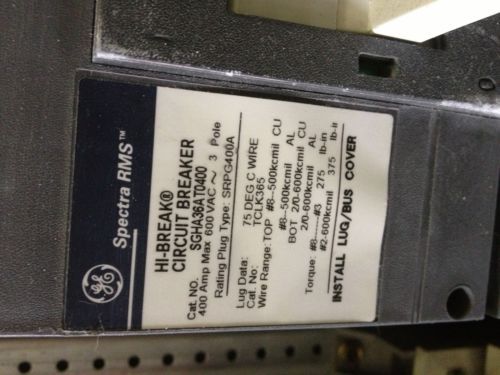 Spectra RMS™
HI-BREAK®
CIRCUIT BREAKER
Cat. NO. SGHA36AT0400
400 Amp Max 600 VAC ~ 3 Pole
Rating Plug Type: SRPG400A
Lug Data: 75 DEG C WIRE
Cat. No: TCLK365
Wire Range: TOP #8-500kcmil CU
#8-500kcmil AL
BOT 2/0-600kcmil CU
2/0-600kcmil AL
Torque: #8-----#3 275 lb-in
#2-600kcmil 375 lb-in
INSTALL LUG/BUS COVER
GE